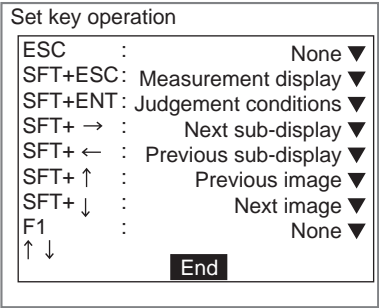 Set key operation
ESC : None ▼
SFT+ESC : Measurement display ▼
SFT+ENT : Judgement conditions ▼
SFT+ → : Next sub-display ▼
SFT+ ← : Previous sub-display ▼
SFT+ ↑ : Previous image ▼
SFT+ ↓ : Next image ▼
F1 : None ▼
↑ ↓
End